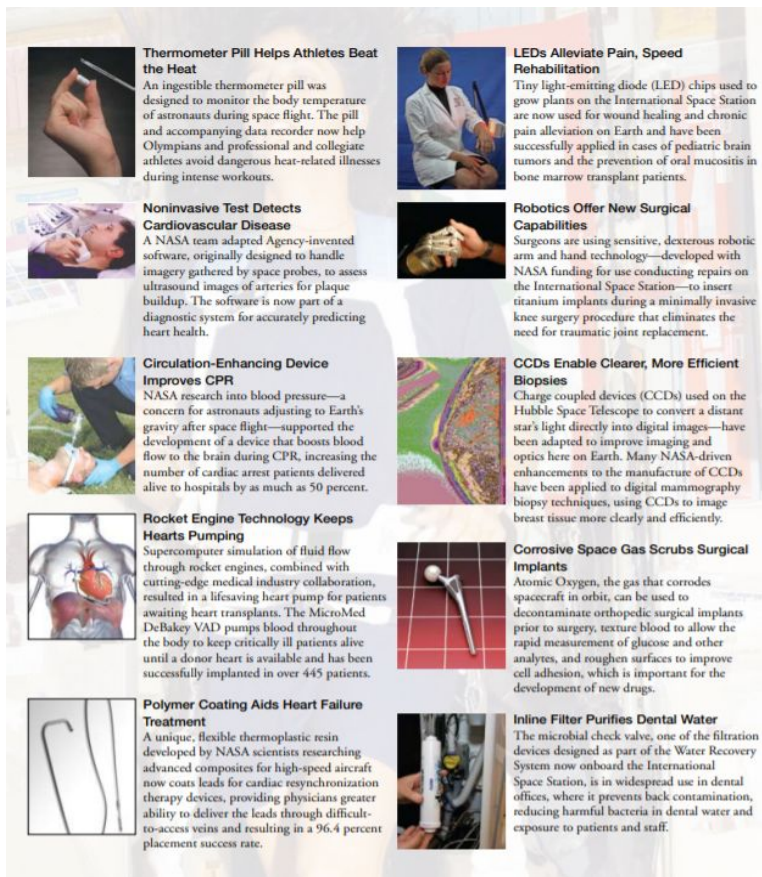 Thermometer Pill Helps Athletes Beat
the Heat
An ingestible thermometer pill was
designed to monitor the body temperature
of astronauts during space flight. The pill
and accompanying data recorder now help
Olympians and professional and collegiate
athletes avoid dangerous heat-related illnesses
during intense workouts.
Noninvasive Test Detects
Cardiovascular Disease
A NASA team adapted Agency-invented
software, originally designed to handle
imagery gathered by space probes, to assess
ultrasound images of arteries for plaque
buildup. The software is now part of a
diagnostic system for accurately predicting
heart health.
Circulation-Enhancing Device
Improves CPR
NASA research into blood pressure—a
concern for astronauts adjusting to Earth's
gravity after space flight—supported the
development of a device that boosts blood
flow to the brain during CPR, increasing the
number of cardiac arrest patients delivered
alive to hospitals by as much as 50 percent.
Rocket Engine Technology Keeps
Hearts Pumping
Supercomputer simulation of fluid flow
through rocket engines, combined with
cutting-edge medical industry collaboration,
resulted in a lifesaving heart pump for patients
awaiting heart transplants. The MicroMed
DeBakey VAD pumps blood throughout
the body to keep critically ill patients alive
until a donor heart is available and has been
successfully implanted in over 445 patients.
Polymer Coating Aids Heart Failure
Treatment
A unique, flexible thermoplastic resin
developed by NASA scientists researching
advanced composites for high-speed aircraft
now coats leads for cardiac resynchronization
therapy devices, providing physicians greater
ability to deliver the leads through difficult-
to-access veins and resulting in a 96.4 percent
placement success rate.
LEDs Alleviate Pain, Speed
Rehabilitation
Tiny light-emitting diode (LED) chips used to
grow plants on the International Space Station
are now used for wound healing and chronic
pain alleviation on Earth and have been
successfully applied in cases of pediatric brain
tumors and the prevention of oral mucositis in
bone marrow transplant patients.
Robotics Offer New Surgical
Capabilities
Surgeons are using sensitive, dexterous robotic
arm and hand technology—developed with
NASA funding for use conducting repairs on
the International Space Station—to insert
titanium implants during a minimally invasive
knee surgery procedure that eliminates the
need for traumatic joint replacement.
CCDs Enable Clearer, More Efficient
Biopsies
Charge coupled devices (CCDs) used on the
Hubble Space Telescope to convert a distant
star's light directly into digital images—have
been adapted to improve imaging and
optics here on Earth. Many NASA-driven
enhancements to the manufacture of CCDs
have been applied to digital mammography
biopsy techniques, using CCDs to image
breast tissue more clearly and efficiently.
Corrosive Space Gas Scrubs Surgical
Implants
Atomic Oxygen, the gas that corrodes
spacecraft in orbit, can be used to
decontaminate orthopedic surgical implants
prior to surgery, texture blood to allow the
rapid measurement of glucose and other
analytes, and roughen surfaces to improve
cell adhesion, which is important for the
development of new drugs.
Inline Filter Purifies Dental Water
The microbial check valve, one of the filtration
devices designed as part of the Water Recovery
System now onboard the International
Space Station, is in widespread use in dental
offices, where it prevents back contamination,
reducing harmful bacteria in dental water and
exposure to patients and staff.